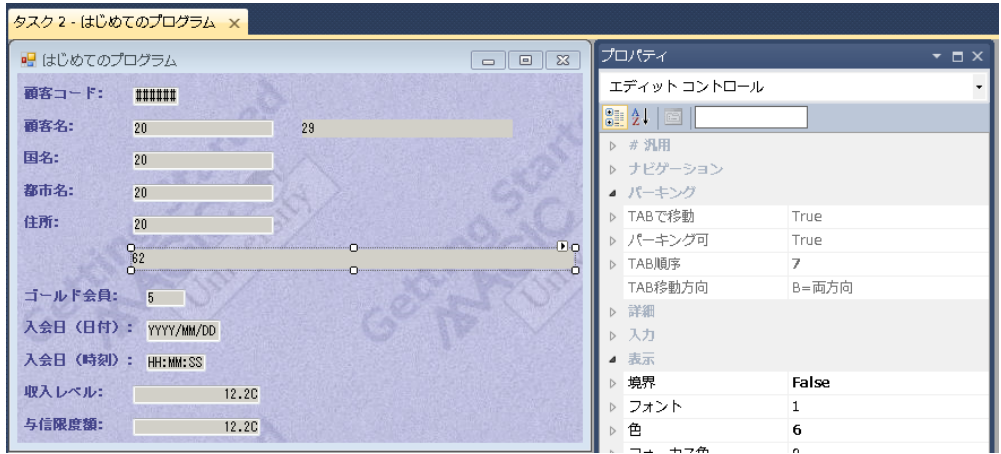 タスク 2 - はじめてのプログラム ×
はじめてのプログラム
顧客コード: ######
顧客名: 20 29
国名: 20
都市名: 20
住所: 20
62
ゴールド会員: 5
入会日（日付）: YYYY/MM/DD
入会日（時刻）: HH:MM:SS
収入レベル: 12.2C
与信限度額: 12.2C
Getting Started
MAGIC
University
Getting Started
MAGIC
プロパティ
エディット コントロール
# 汎用
ナビゲーション
パーキング
TABで移動 True
パーキング可 True
TAB順序 7
TAB移動方向 B=両方向
詳細
入力
表示
境界 False
フォント 1
色 6